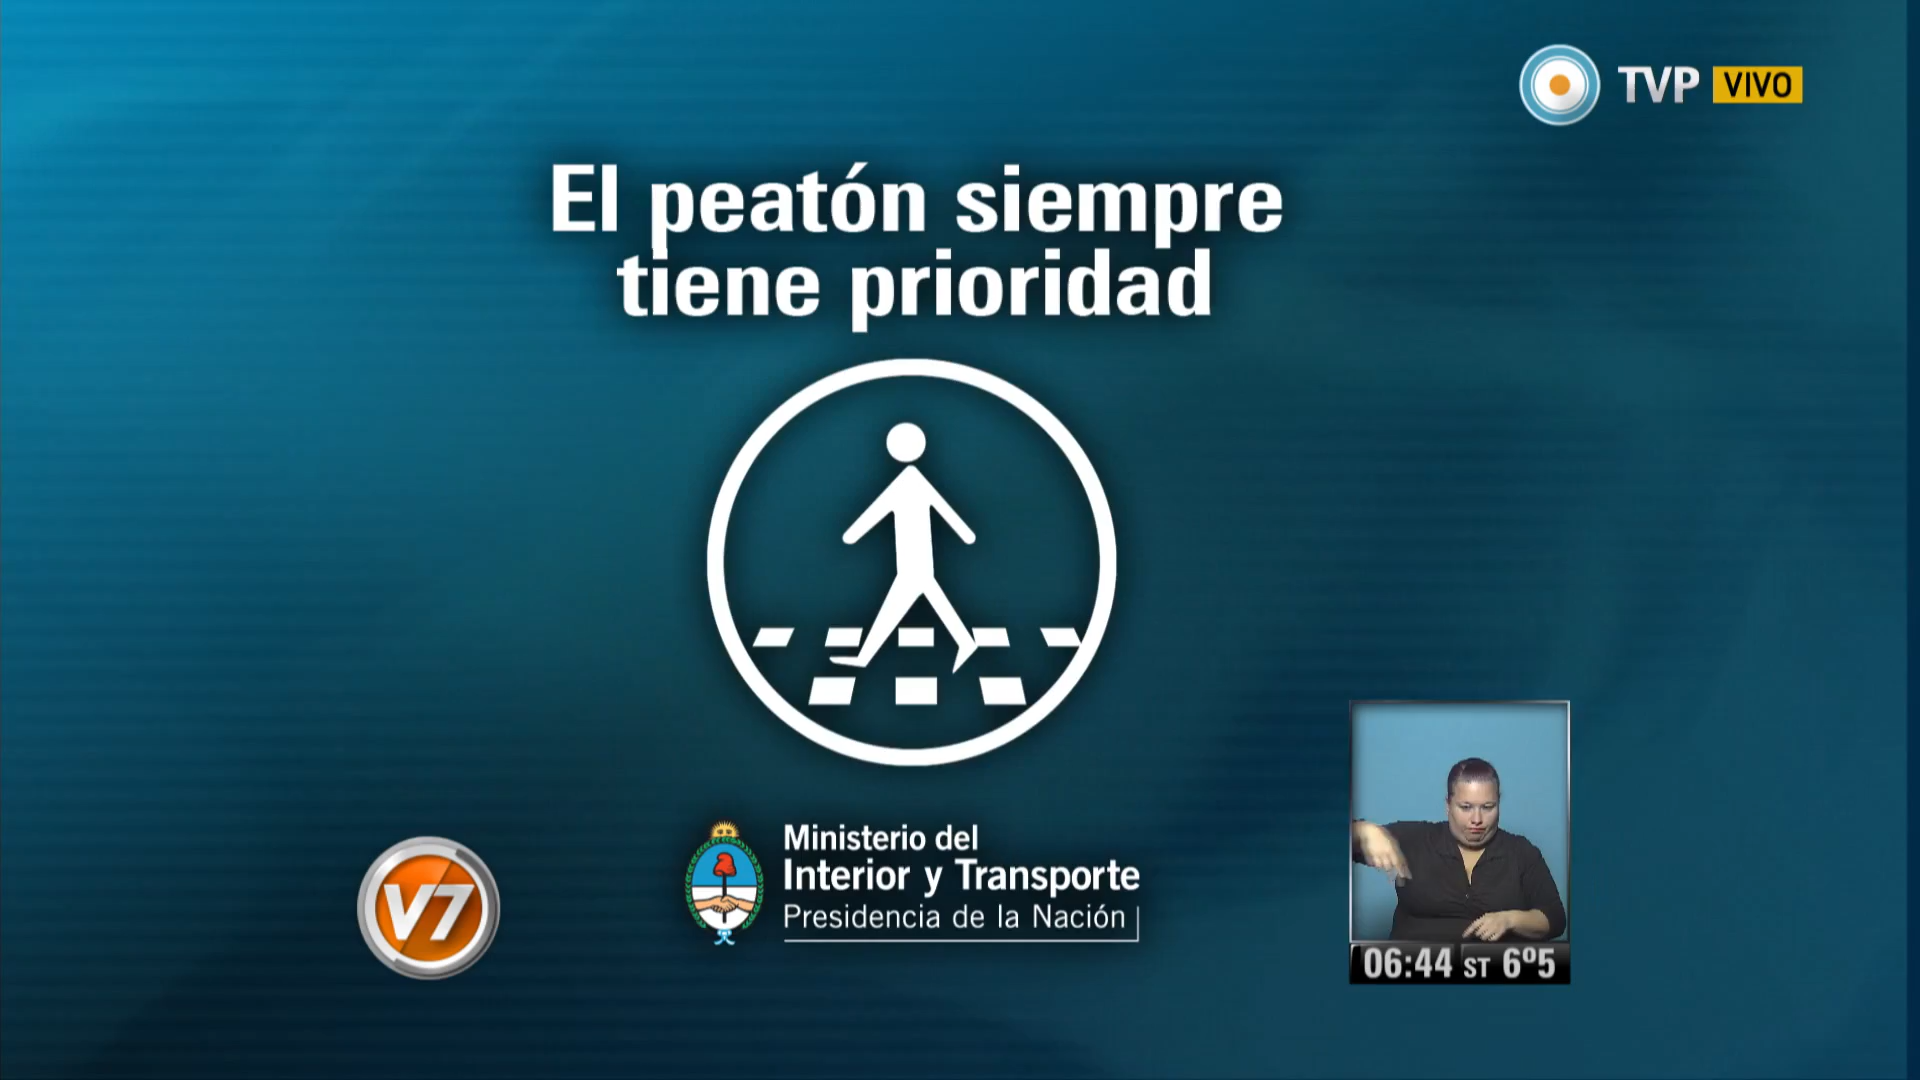 TVP VIVO
El peatón siempre
tiene prioridad
Ministerio del
Interior y Transporte
Presidencia de la Nación
V7
06:44 ST 6º5